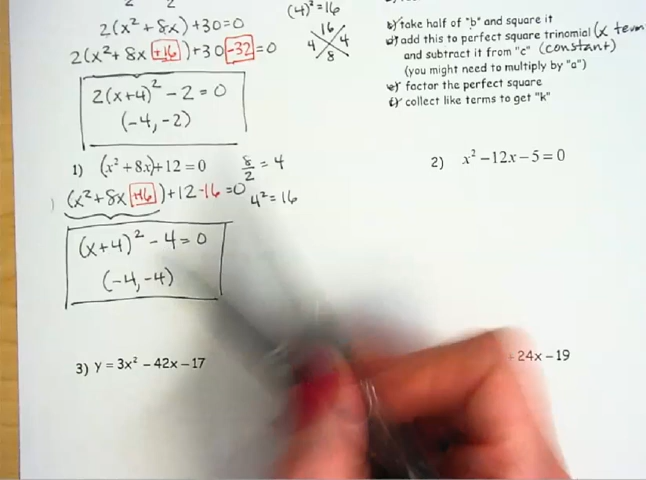 2 2
2(x² + 8x) + 30 = 0
(4)² = 16
2(x² + 8x +16) + 30 -32 = 0
16
4 4
8
2(x+4)² - 2 = 0
(-4, -2)
b) take half of "b" and square it
d) add this to perfect square trinomial (x term
and subtract it from "c" (constant)
(you might need to multiply by "a")
e) factor the perfect square
f) collect like terms to get "k"
1) (x² + 8x) + 12 = 0
8/2 = 4
(x² + 8x +16) + 12 - 16 = 0
4² = 16
(x+4)² - 4 = 0
(-4, -4)
2) x² − 12x − 5 = 0
3) y = 3x² − 42x − 17
24x − 19